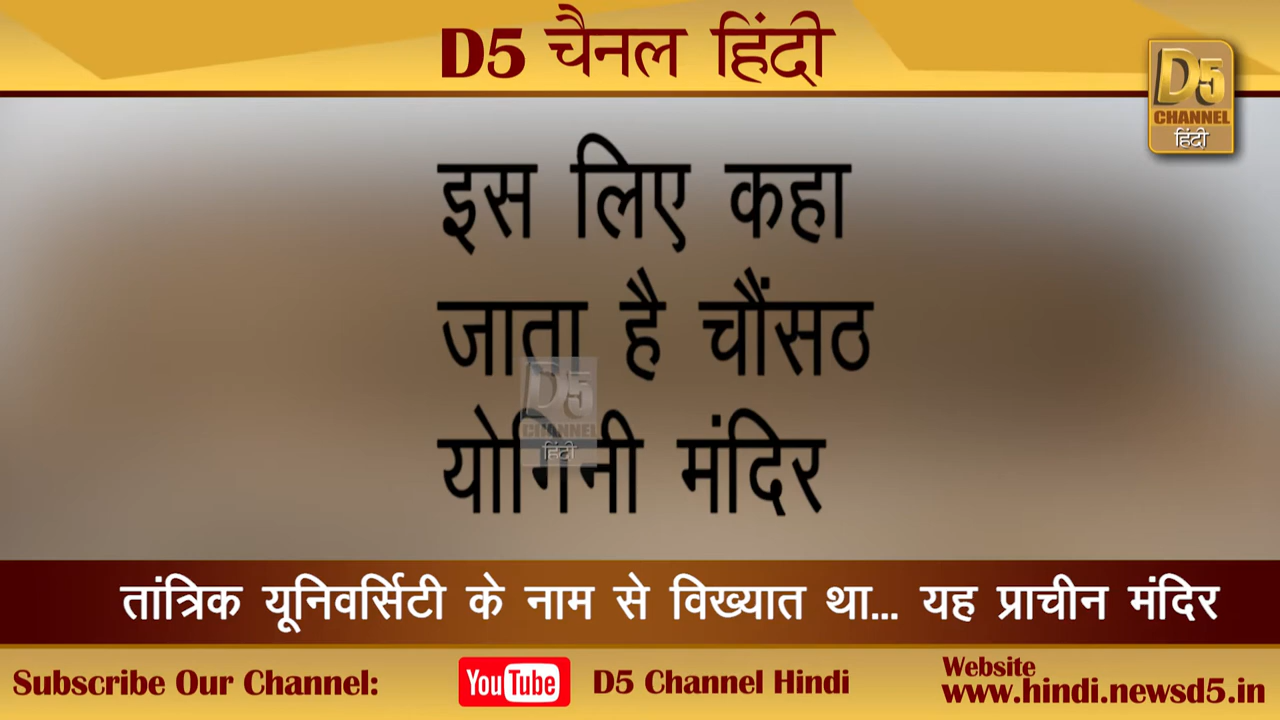 D5 चैनल हिंदी
D5
CHANNEL
हिंदी
इस लिए कहा
जाता है चौंसठ
योगिनी मंदिर
D5
CHANNEL
हिंदी
तांत्रिक यूनिवर्सिटी के नाम से विख्यात था... यह प्राचीन मंदिर
Subscribe Our Channel: YouTube D5 Channel Hindi
Website
www.hindi.newsd5.in